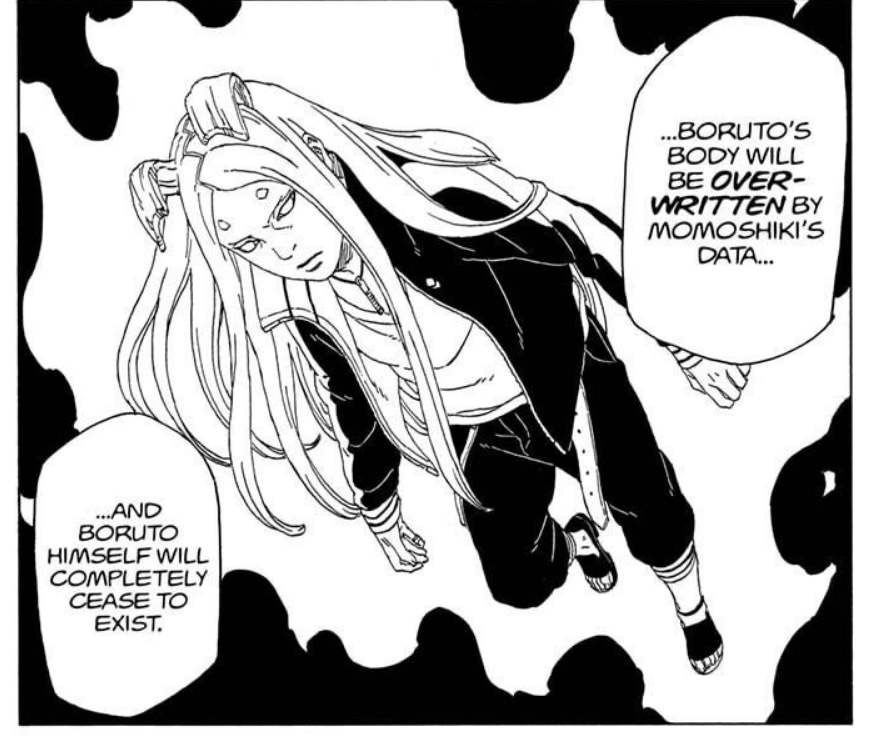 ...BORUTO'S
BODY WILL
BE OVER-
WRITTEN BY
MOMOSHIKI'S
DATA...
...AND
BORUTO
HIMSELF WILL
COMPLETELY
CEASE TO
EXIST.